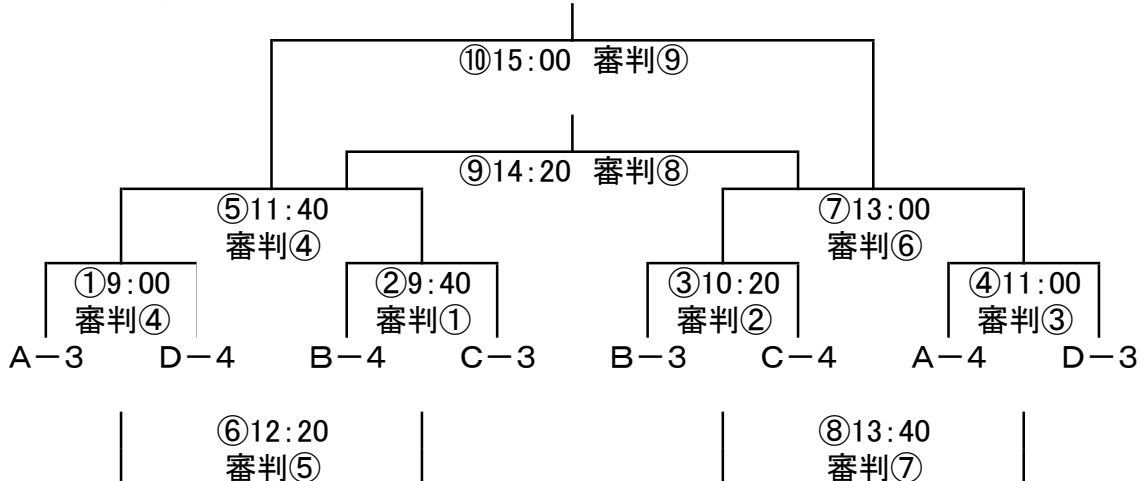 ⑩15:00 審判⑨
⑨14:20 審判⑧
⑤11:40
審判④
⑦13:00
審判⑥
①9:00
審判④
②9:40
審判①
③10:20
審判②
④11:00
審判③
A-3 D-4 B-4 C-3 B-3 C-4 A-4 D-3
⑥12:20
審判⑤
⑧13:40
審判⑦